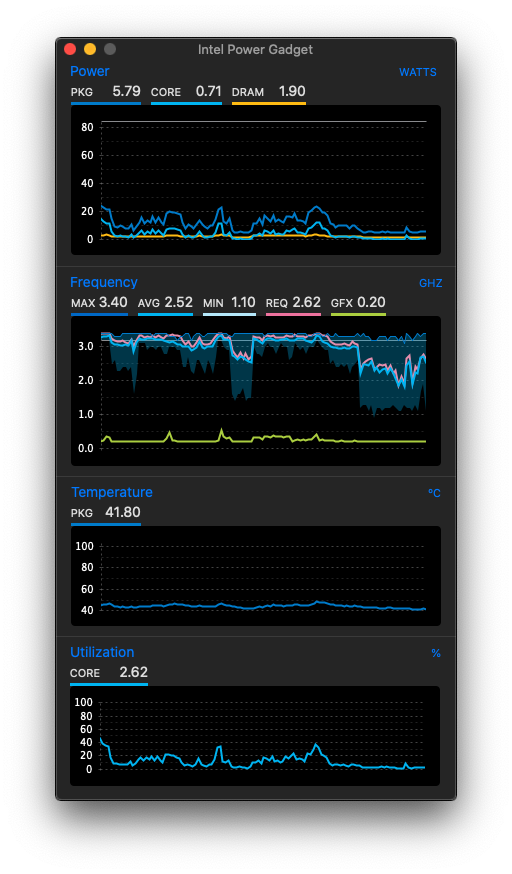 Intel Power Gadget
Power WATTS
PKG 5.79 CORE 0.71 DRAM 1.90
80
60
40
20
0
Frequency GHZ
MAX 3.40 AVG 2.52 MIN 1.10 REQ 2.62 GFX 0.20
3.0
2.0
1.0
0.0
Temperature ºC
PKG 41.80
100
80
60
40
Utilization %
CORE 2.62
100
80
60
40
20
0